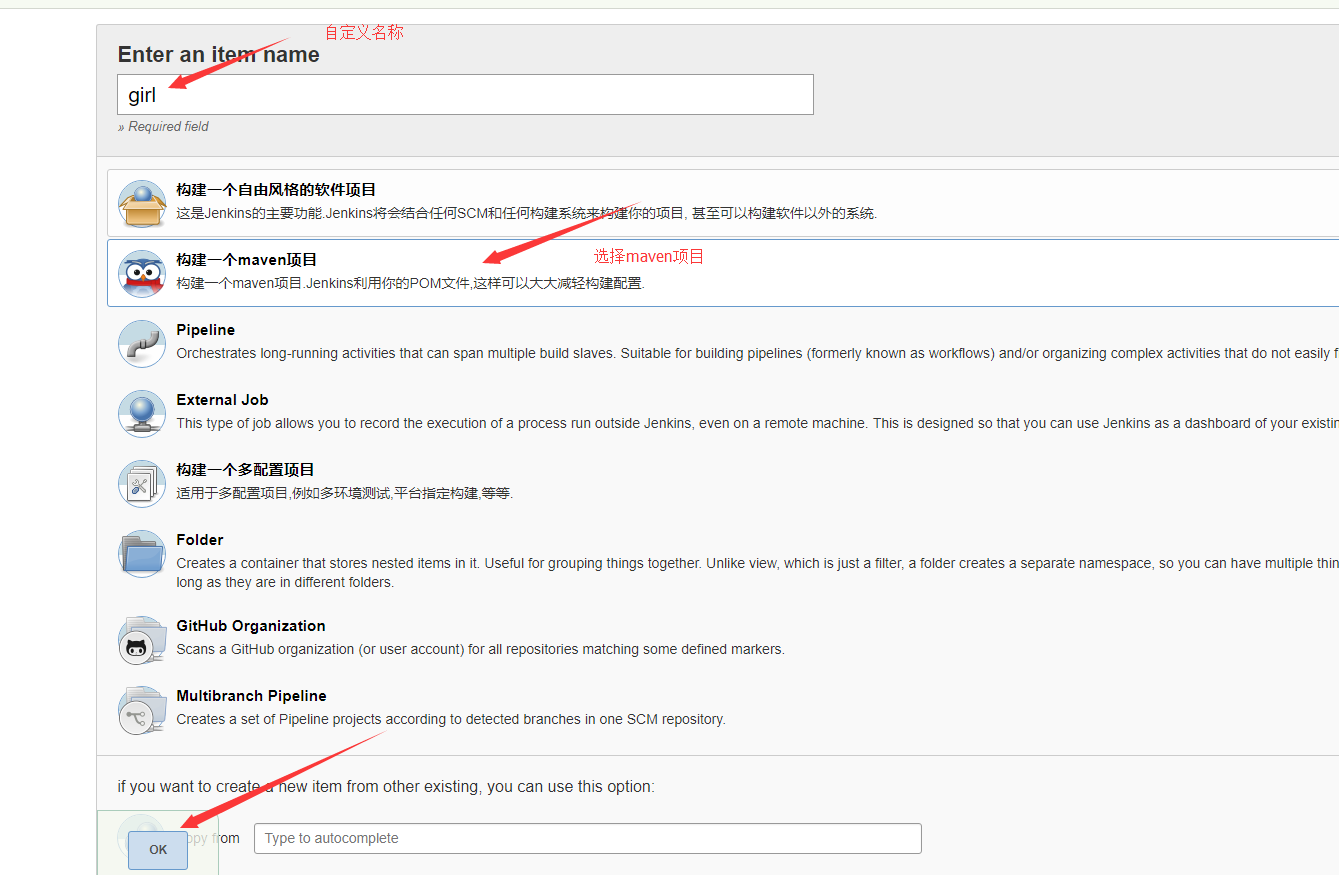 自定义名称
Enter an item name
girl
» Required field
构建一个自由风格的软件项目
这是Jenkins的主要功能.Jenkins将会结合任何SCM和任何构建系统来构建你的项目, 甚至可以构建软件以外的系统.
构建一个maven项目
选择maven项目
构建一个maven项目.Jenkins利用你的POM文件,这样可以大大减轻构建配置.
Pipeline
Orchestrates long-running activities that can span multiple build slaves. Suitable for building pipelines (formerly known as workflows) and/or organizing complex activities that do not easily f
External Job
This type of job allows you to record the execution of a process run outside Jenkins, even on a remote machine. This is designed so that you can use Jenkins as a dashboard of your existin
构建一个多配置项目
适用于多配置项目,例如多环境测试,平台指定构建,等等.
Folder
Creates a container that stores nested items in it. Useful for grouping things together. Unlike view, which is just a filter, a folder creates a separate namespace, so you can have multiple thin
long as they are in different folders.
GitHub Organization
Scans a GitHub organization (or user account) for all repositories matching some defined markers.
Multibranch Pipeline
Creates a set of Pipeline projects according to detected branches in one SCM repository.
if you want to create a new item from other existing, you can use this option:
Copy from
Type to autocomplete
OK